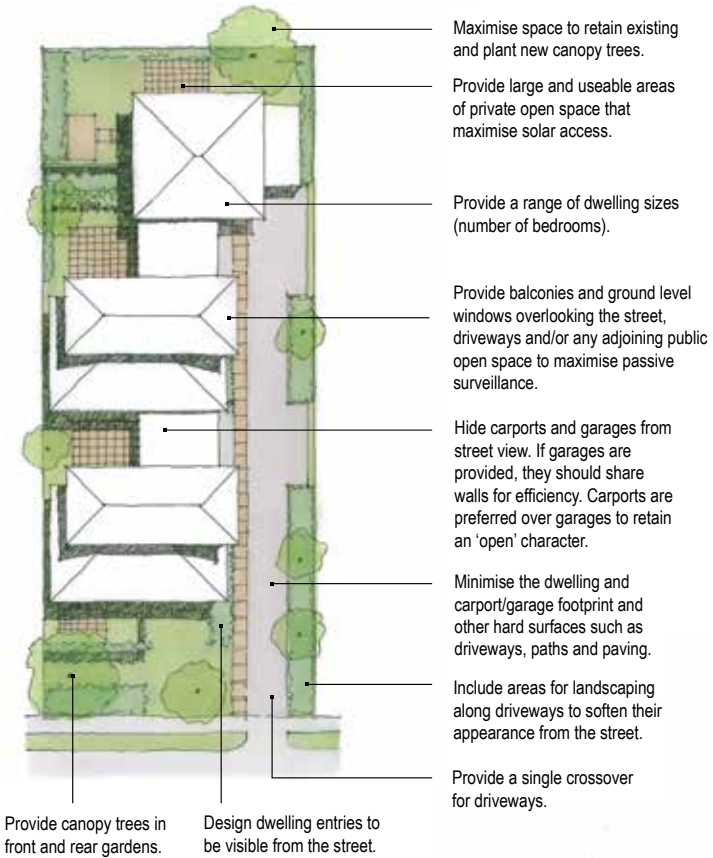 Maximise space to retain existing
and plant new canopy trees.
Provide large and useable areas
of private open space that
maximise solar access.
Provide a range of dwelling sizes
(number of bedrooms).
Provide balconies and ground level
windows overlooking the street,
driveways and/or any adjoining public
open space to maximise passive
surveillance.
Hide carports and garages from
street view. If garages are
provided, they should share
walls for efficiency. Carports are
preferred over garages to retain
an ‘open’ character.
Minimise the dwelling and
carport/garage footprint and
other hard surfaces such as
driveways, paths and paving.
Include areas for landscaping
along driveways to soften their
appearance from the street.
Provide a single crossover
for driveways.
Provide canopy trees in
front and rear gardens.
Design dwelling entries to
be visible from the street.